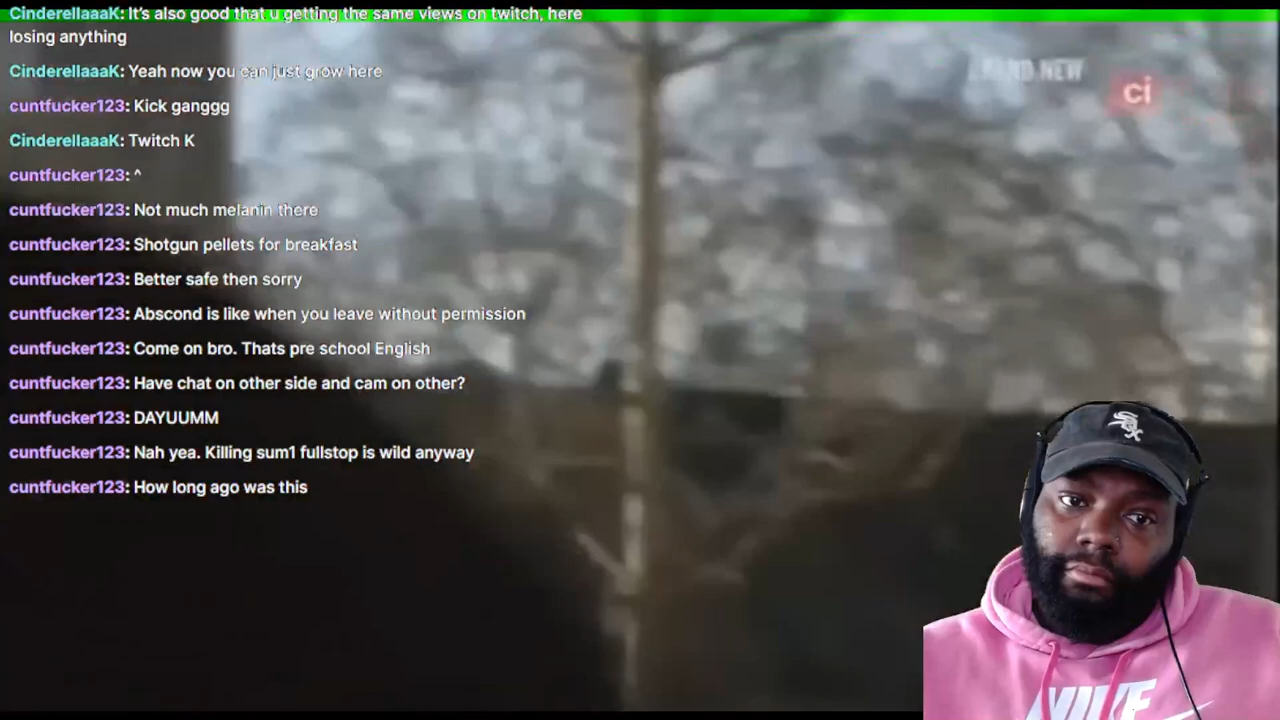 CinderellaaaK: It's also good that u getting the same views on twitch, here
losing anything
CinderellaaaK: Yeah now you can just grow here
cuntfucker123: Kick ganggg
CinderellaaaK: Twitch K
cuntfucker123: ^
cuntfucker123: Not much melanin there
cuntfucker123: Shotgun pellets for breakfast
cuntfucker123: Better safe then sorry
cuntfucker123: Abscond is like when you leave without permission
cuntfucker123: Come on bro. Thats pre school English
cuntfucker123: Have chat on other side and cam on other?
cuntfucker123: DAYUUMM
cuntfucker123: Nah yea. Killing sum1 fullstop is wild anyway
cuntfucker123: How long ago was this
BRAND NEW
ci
Sox
NIKE